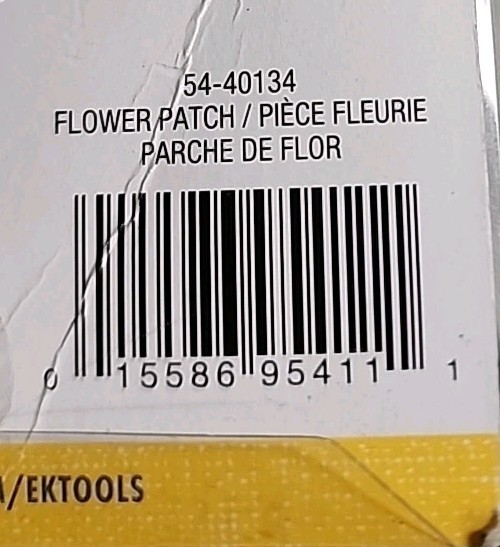 54-40134
FLOWER PATCH / PIÈCE FLEURIE
PARCHE DE FLOR
0 15586 95411 1
/EKTOOLS